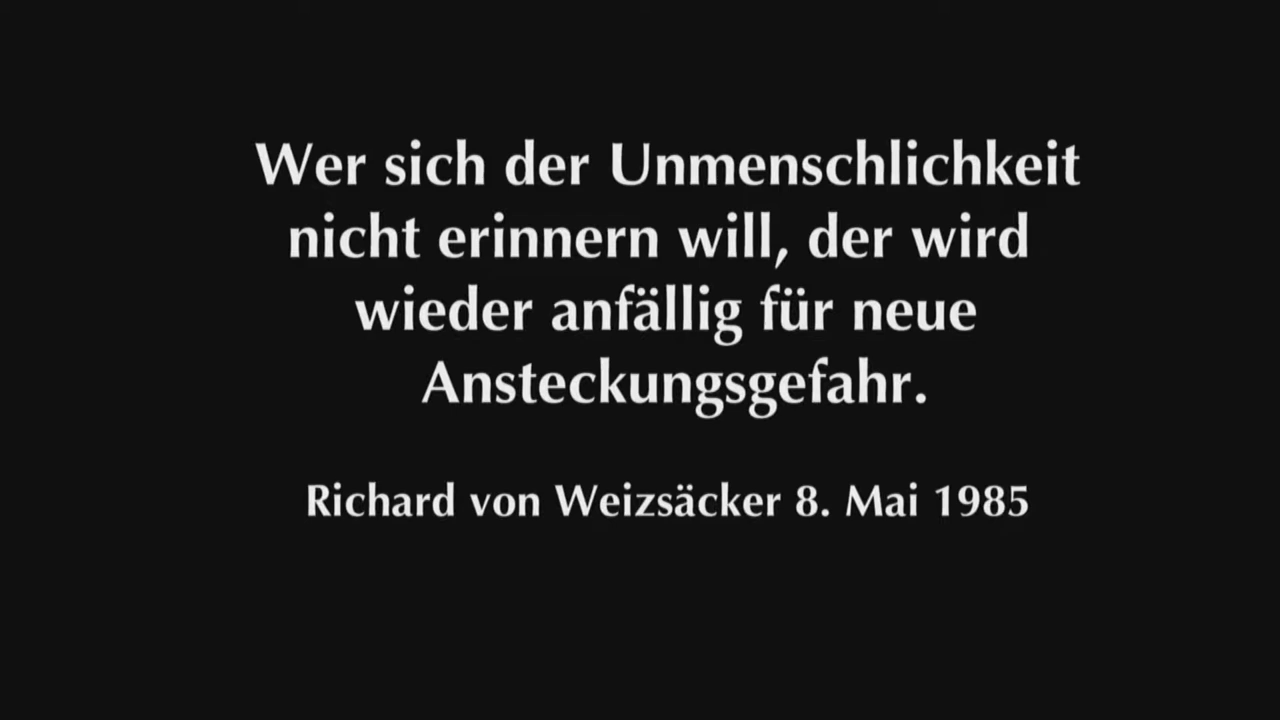 Wer sich der Unmenschlichkeit
nicht erinnern will, der wird
wieder anfällig für neue
Ansteckungsgefahr.
Richard von Weizsäcker 8. Mai 1985